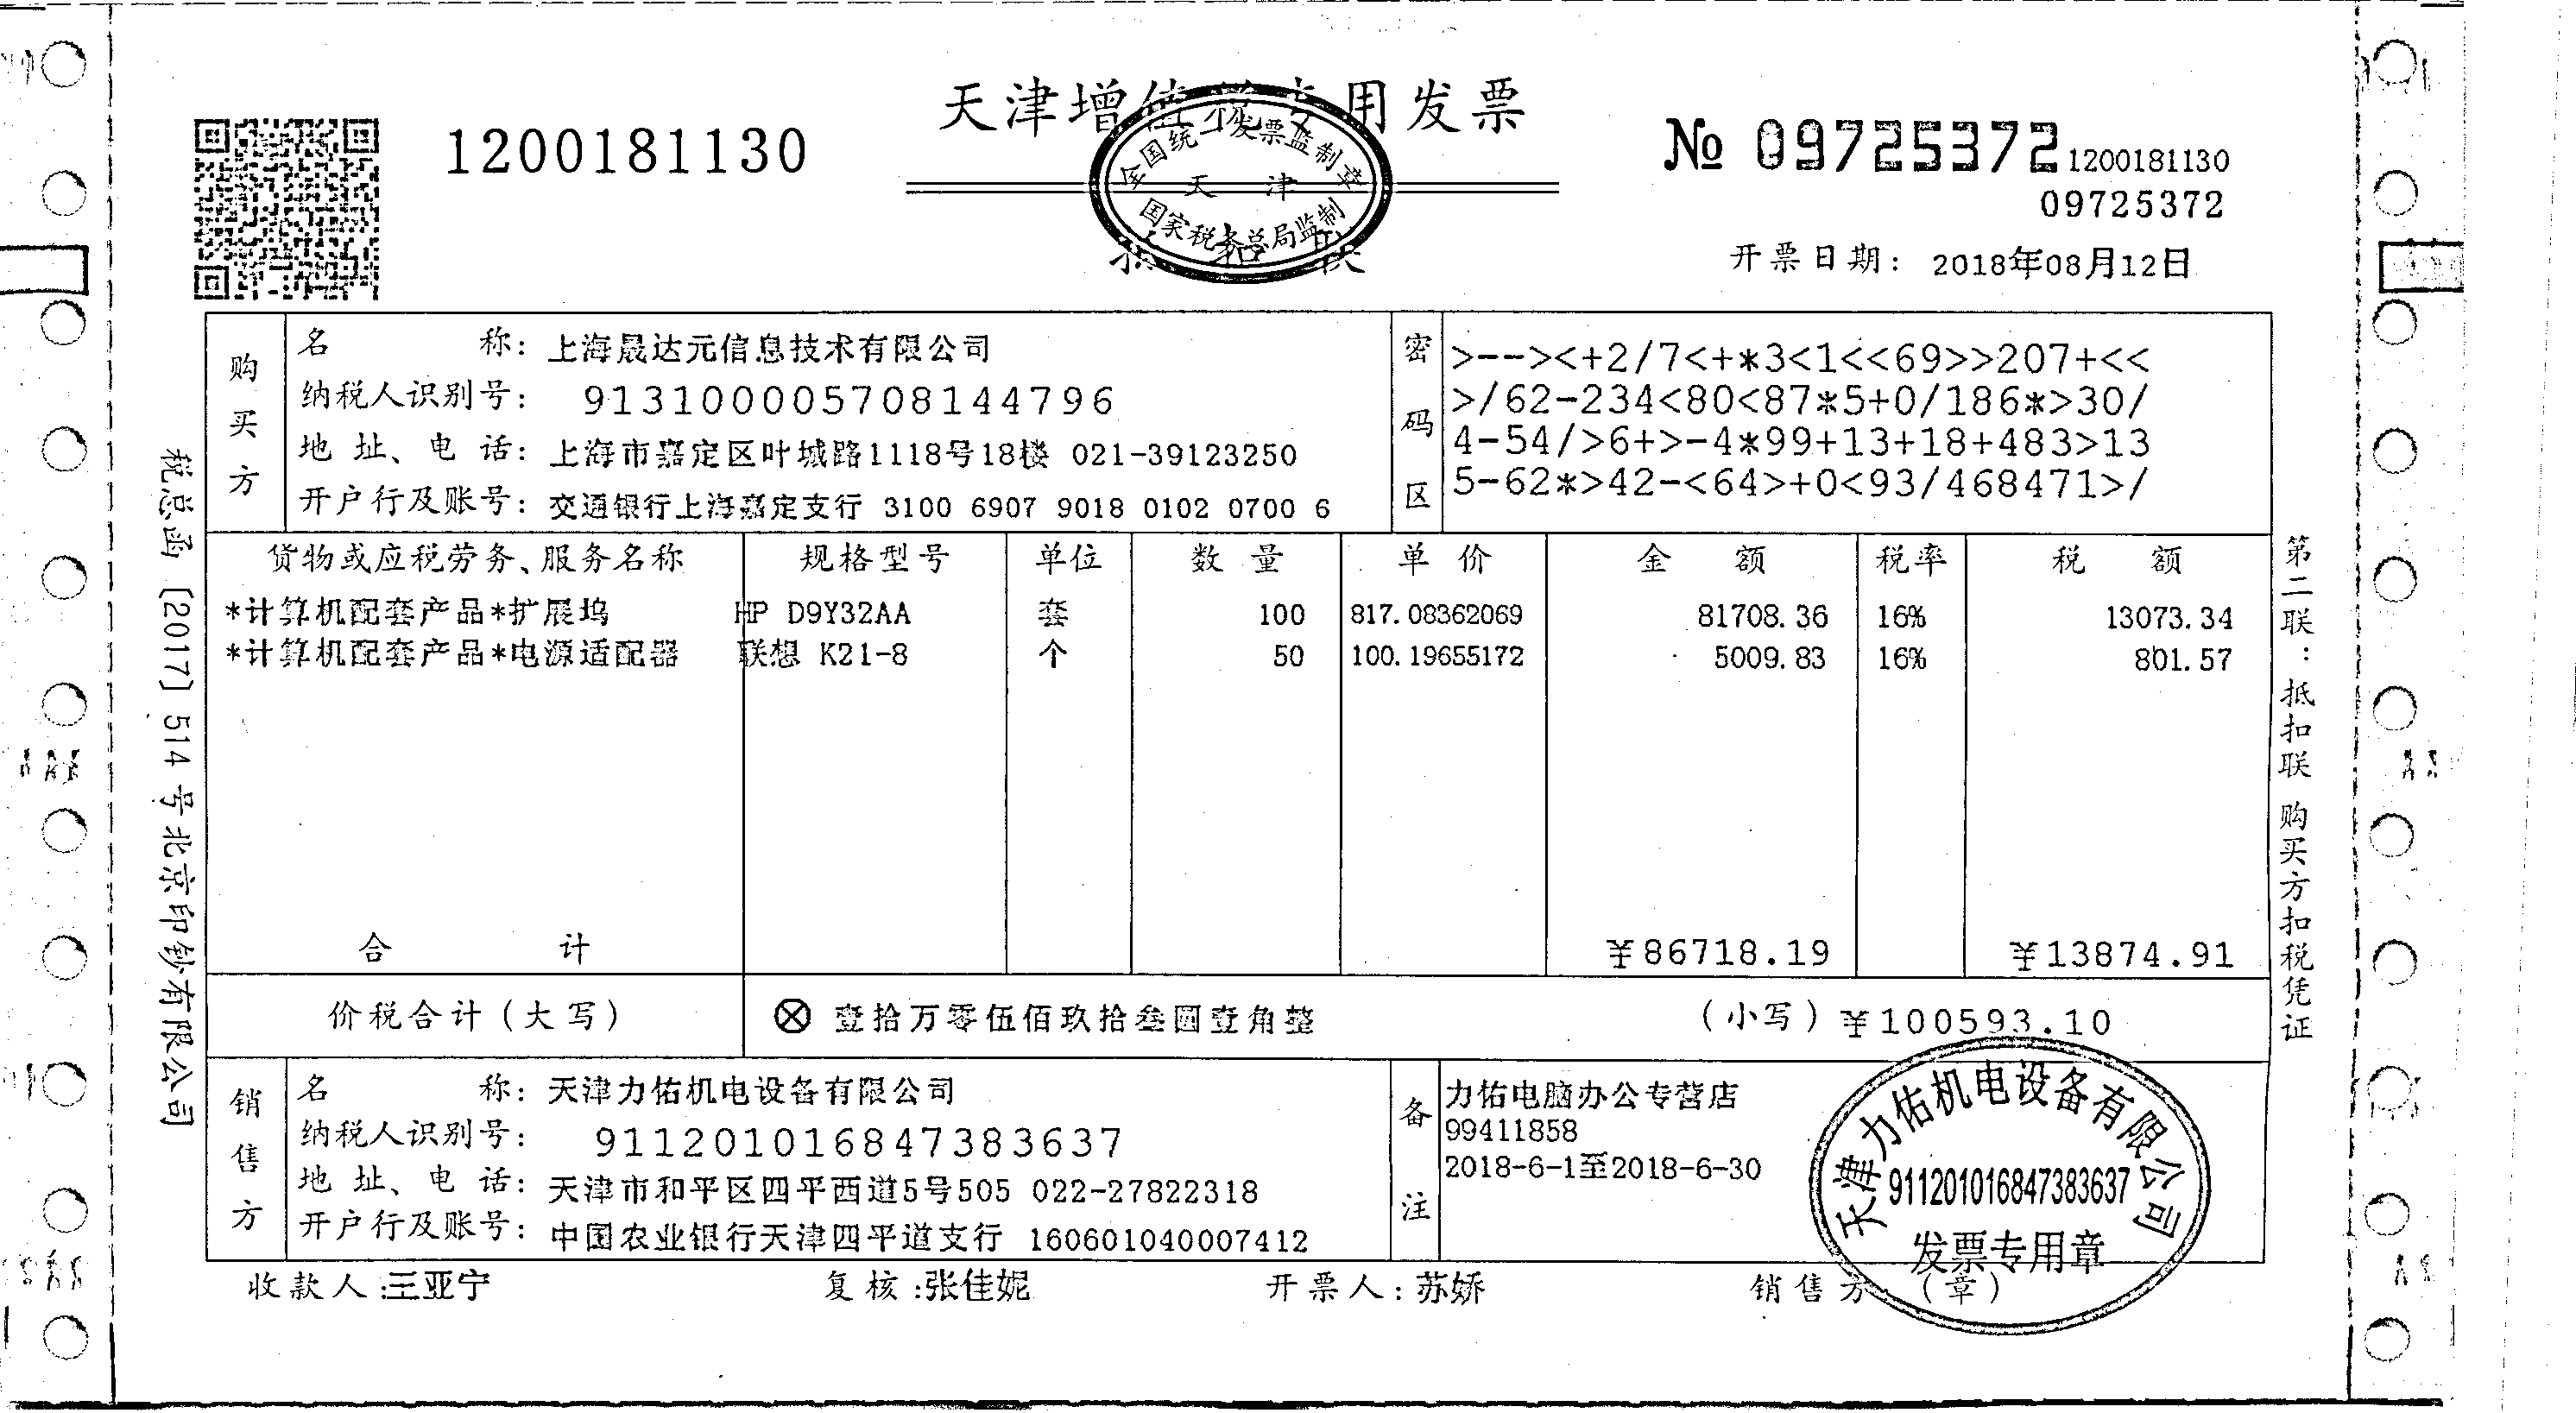 天津增值税专用发票
全国统一发票监制章
天 津
国家税务总局监制
抵 扣 联
1200181130
№ 09725372
1200181130
09725372
开票日期: 2018年08月12日
购买方
名 称: 上海晟达元信息技术有限公司
纳税人识别号: 913100005708144796
地 址、电 话: 上海市嘉定区叶城路1118号18楼 021-39123250
开户行及账号: 交通银行上海嘉定支行 3100 6907 9018 0102 0700 6
密码区
>--><+2/7<+*3<1<<69>>207+<<
>/62-234<80<87*5+0/186*>30/
4-54/>6+>-4*99+13+18+483>13
5-62*>42-<64>+0<93/468471>/
货物或应税劳务、服务名称 规格型号 单位 数 量 单 价 金 额 税率 税 额
*计算机配套产品*扩展坞 HP D9Y32AA 套 100 817.08362069 81708.36 16% 13073.34
*计算机配套产品*电源适配器 联想 K21-8 个 50 100.19655172 5009.83 16% 801.57
合 计 ¥86718.19 ¥13874.91
价税合计(大写) ⊗ 壹拾万零伍佰玖拾叁圆壹角整 (小写) ¥100593.10
销售方
名 称: 天津力佑机电设备有限公司
纳税人识别号: 911201016847383637
地 址、电 话: 天津市和平区四平西道5号505 022-27822318
开户行及账号: 中国农业银行天津四平道支行 160601040007412
备注
力佑电脑办公专营店
99411858
2018-6-1至2018-6-30
天津力佑机电设备有限公司
911201016847383637
发票专用章
收款人:王亚宁 复核:张佳妮 开票人:苏娇 销售方(章)
税总函〔2017〕514号北京印钞有限公司
第二联:抵扣联 购买方扣税凭证